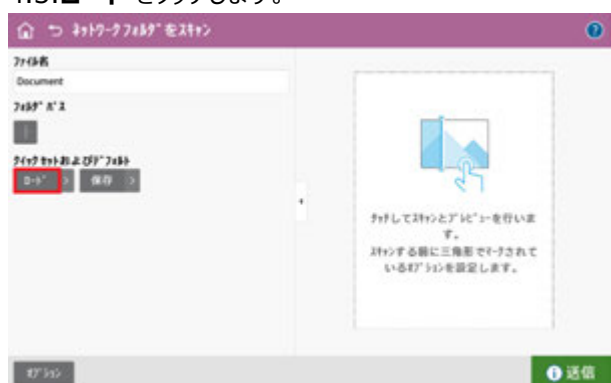 ﾈｯﾄﾜｰｸﾌｫﾙﾀﾞをｽｷｬﾝ
ﾌｧｲﾙ名
Document
ﾌｫﾙﾀﾞﾊﾟｽ
ｸｲｯｸｾｯﾄおよびﾃﾞﾌｫﾙﾄ
ﾛｰﾄﾞ
保存
ﾀｯﾁしてｽｷｬﾝとﾌﾟﾚﾋﾞｭｰを行いま
す。
ｽｷｬﾝする前に三角形でﾏｰｸされて
いるｵﾌﾟｼｮﾝを設定します。
ｵﾌﾟｼｮﾝ
送信